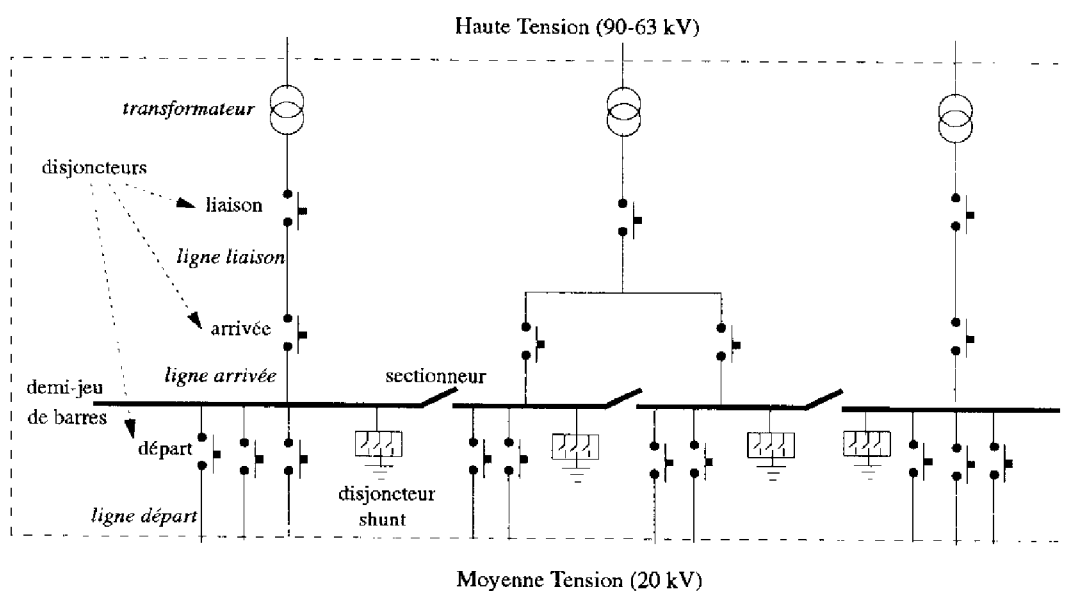 Haute Tension (90-63 kV)
transformateur
disjoncteurs
liaison
ligne liaison
arrivée
ligne arrivée
sectionneur
demi-jeu
de barres
départ
disjoncteur
shunt
ligne départ
Moyenne Tension (20 kV)